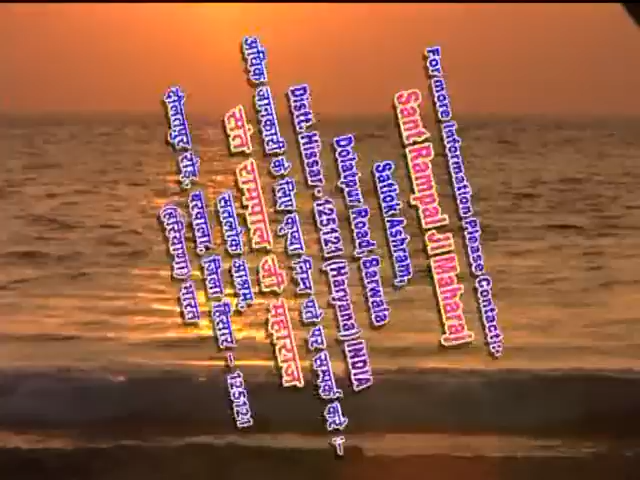 For more Information Please Contact:-
Sant Rampal Ji Maharaj
Satlok Ashram,
Dolatpur Road, Barwala
Distt. Hissar - 125121 (Haryana) INDIA
अधिक जानकारी के लिए कृपया निम्न पते पर सम्पर्क करें :-
संत रामपाल जी महाराज
सतलोक आश्रम,
दौलतपुर रोड़, बरवाला, जिला हिसार - 125121
(हरियाणा) भारत